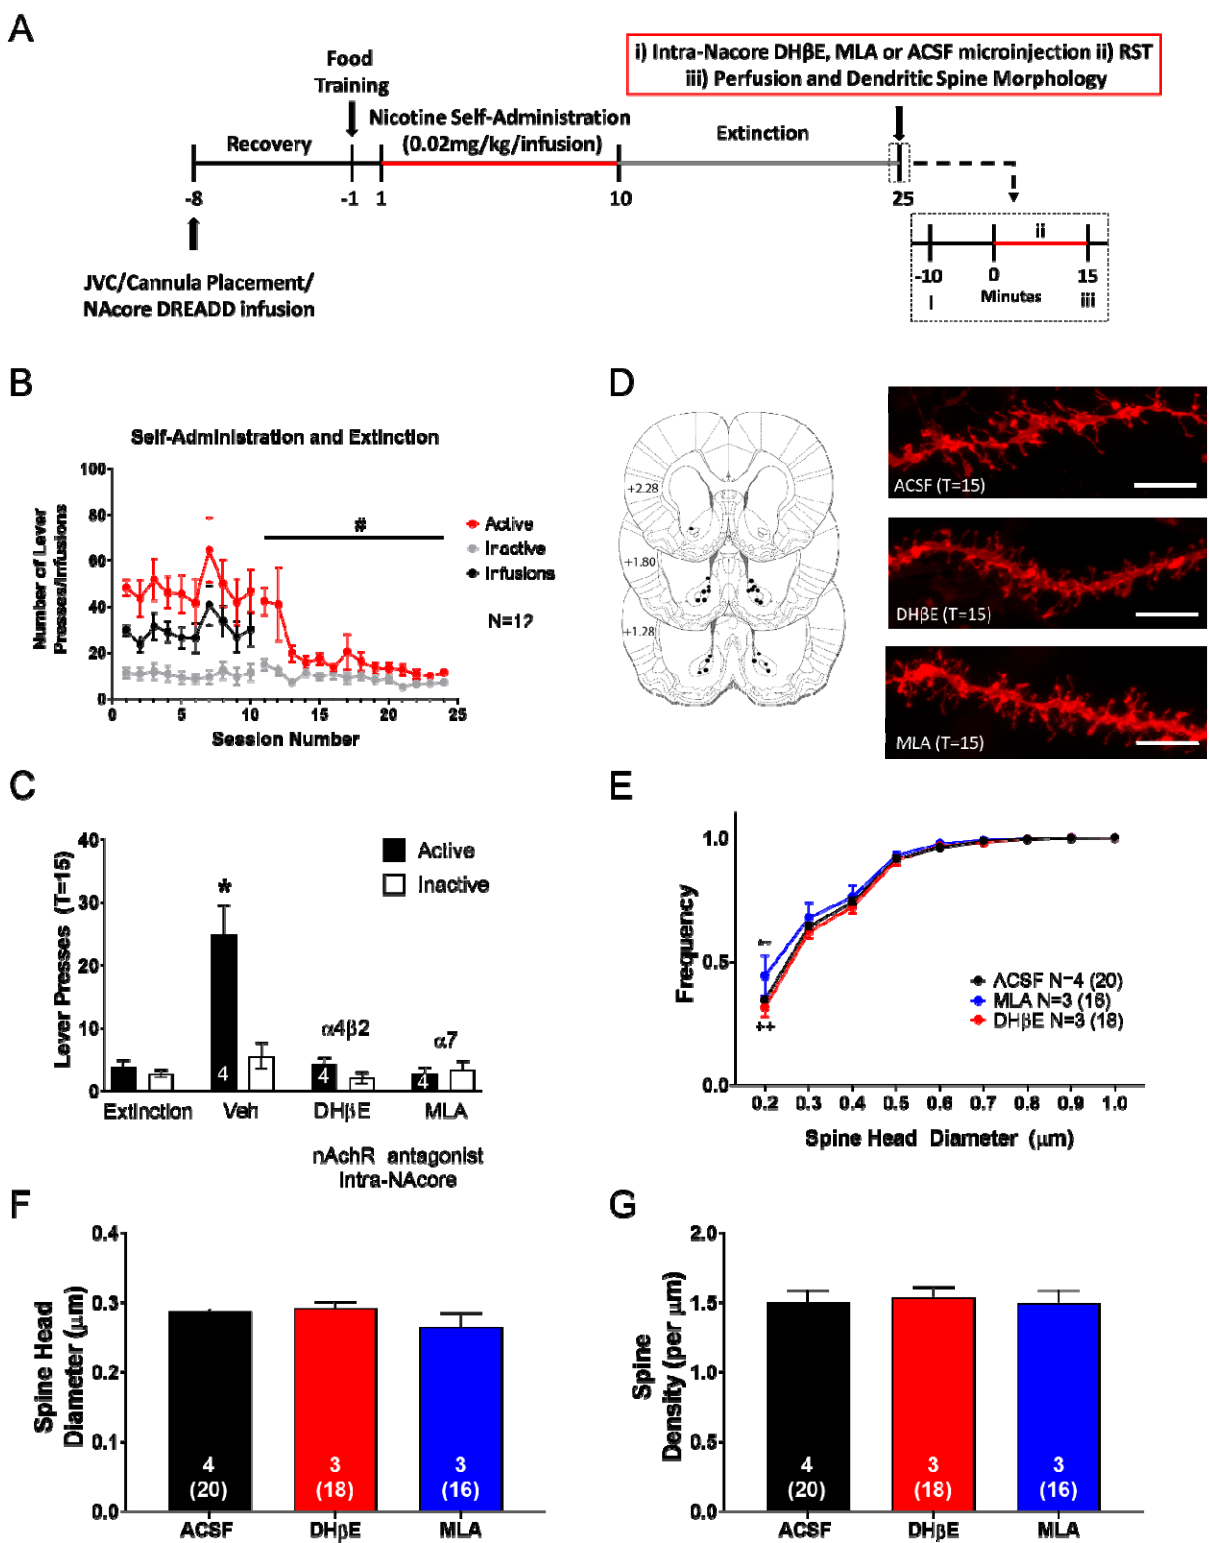 A
i) Intra-Nacore DHβE, MLA or ACSF microinjection ii) RST
iii) Perfusion and Dendritic Spine Morphology
Food
Training
Nicotine Self-Administration
(0.02mg/kg/infusion)
Recovery
Extinction
-8
-1
1
10
25
JVC/Cannula Placement/
NAcore DREADD infusion
ii
-10
0
15
Minutes
I
iii
B
Self-Administration and Extinction
Number of Lever
Presses/Infusions
100
80
60
40
20
0
#
Active
Inactive
Infusions
N=12
0
5
10
15
20
25
Session Number
D
+2.28
+1.80
+1.28
ACSF (T=15)
DHβE (T=15)
MLA (T=15)
C
Lever Presses (T=15)
40
30
20
10
0
Active
Inactive
*
α4β2
α7
4
4
4
Extinction
Veh
DHβE
MLA
nAchR antagonist
Intra-NAcore
E
Frequency
1.0
0.5
0.0
++
ACSF N=4 (20)
MLA N=3 (16)
DHβE N=3 (18)
0.2
0.3
0.4
0.5
0.6
0.7
0.8
0.9
1.0
Spine Head Diameter (μm)
F
Spine Head
Diameter (μm)
0.4
0.3
0.2
0.1
0.0
4
(20)
3
(18)
3
(16)
ACSF
DHβE
MLA
G
Spine
Density (per μm)
2.0
1.5
1.0
0.5
0.0
4
(20)
3
(18)
3
(16)
ACSF
DHβE
MLA